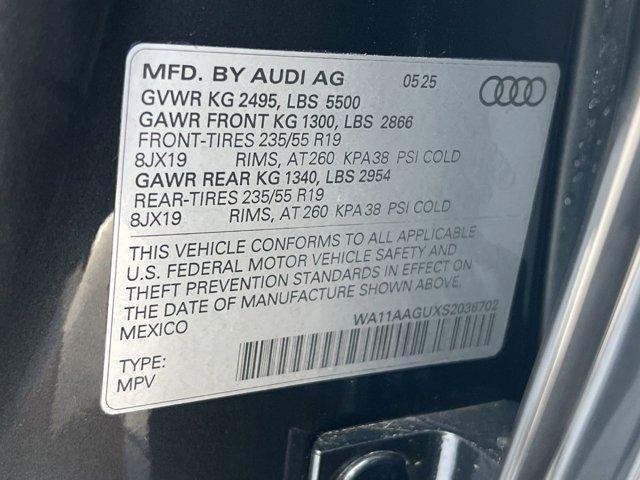 MFD. BY AUDI AG 0525
GVWR KG 2495, LBS 5500
GAWR FRONT KG 1300, LBS 2866
FRONT-TIRES 235/55 R19
8JX19 RIMS, AT 260 KPA 38 PSI COLD
GAWR REAR KG 1340, LBS 2954
REAR-TIRES 235/55 R19
8JX19 RIMS, AT 260 KPA 38 PSI COLD
THIS VEHICLE CONFORMS TO ALL APPLICABLE
U.S. FEDERAL MOTOR VEHICLE SAFETY AND
THEFT PREVENTION STANDARDS IN EFFECT ON
THE DATE OF MANUFACTURE SHOWN ABOVE.
MEXICO
WA11AAGUXS2036702
TYPE:
MPV